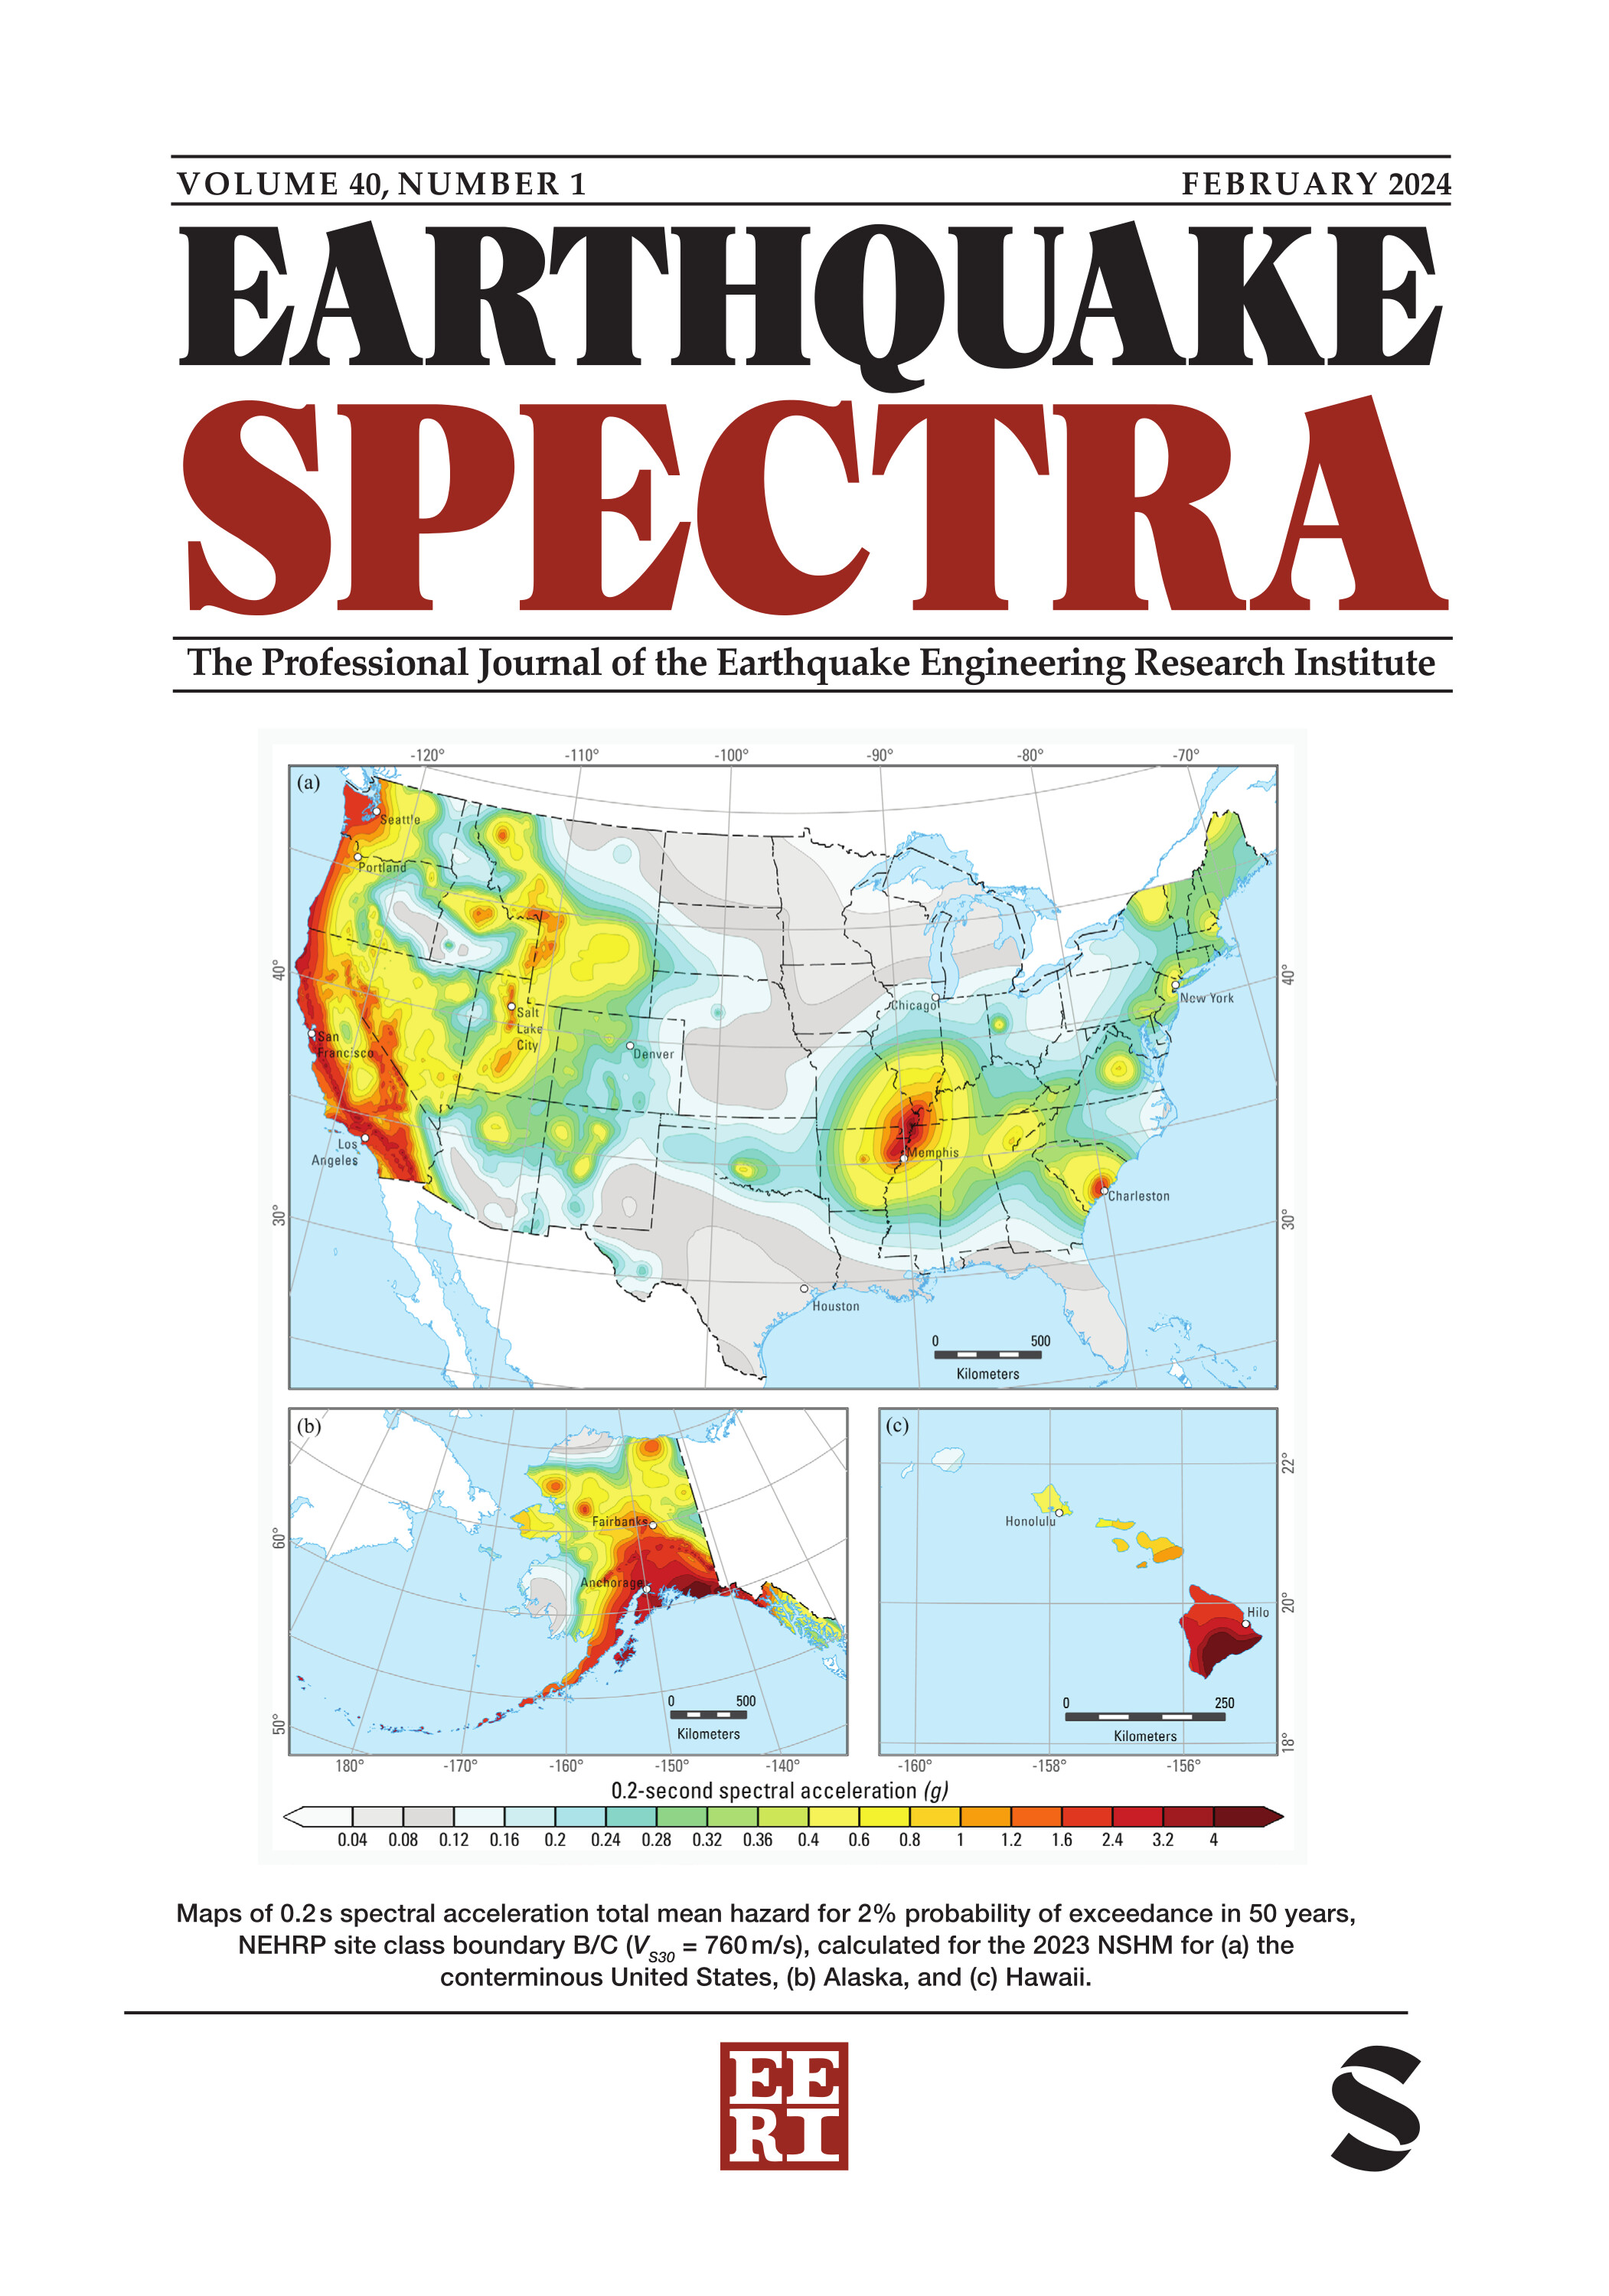 VOLUME 40, NUMBER 1
FEBRUARY 2024
EARTHQUAKE
SPECTRA
The Professional Journal of the Earthquake Engineering Research Institute
-120° -110° -100° -90° -80° -70°
(a)
Seattle
Portland
40°
40°
Salt
Lake
City
San
Francisco
Denver
Chicago
New York
Los
Angeles
Memphis
Charleston
30°
30°
Houston
0 500
Kilometers
(b)
Fairbanks
Anchorage
60°
50°
0 500
Kilometers
180° -170° -160° -150° -140°
(c)
22°
Honolulu
20°
Hilo
0 250
Kilometers
18°
-160° -158° -156°
0.2-second spectral acceleration (g)
0.04 0.08 0.12 0.16 0.2 0.24 0.28 0.32 0.36 0.4 0.6 0.8 1 1.2 1.6 2.4 3.2 4
Maps of 0.2 s spectral acceleration total mean hazard for 2% probability of exceedance in 50 years,
NEHRP site class boundary B/C (VS30 = 760 m/s), calculated for the 2023 NSHM for (a) the
conterminous United States, (b) Alaska, and (c) Hawaii.
EE
RI
S